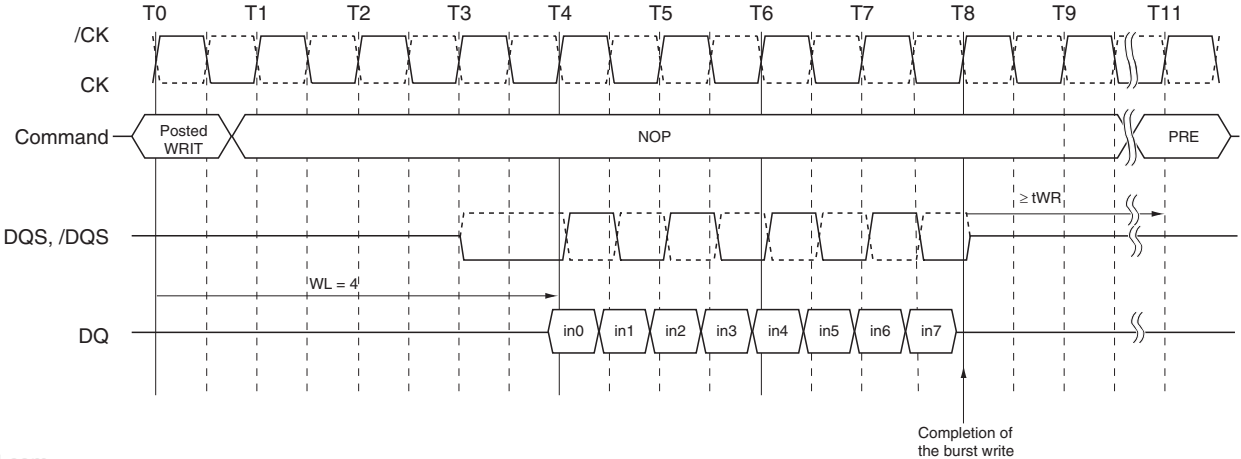 T0 T1 T2 T3 T4 T5 T6 T7 T8 T9 T11
/CK
CK
Command
Posted
WRIT
NOP
PRE
≥ tWR
DQS, /DQS
WL = 4
DQ
in0 in1 in2 in3 in4 in5 in6 in7
Completion of
the burst write